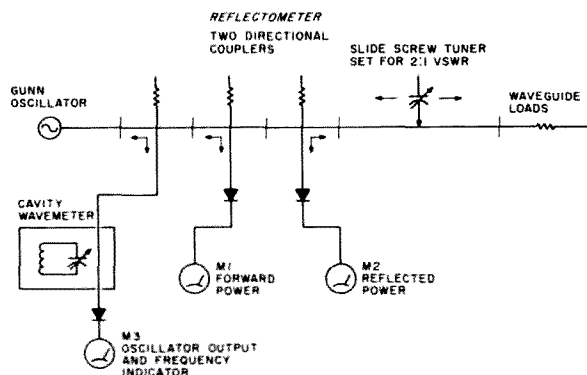 REFLECTOMETER
TWO DIRECTIONAL
COUPLERS
SLIDE SCREW TUNER
SET FOR 2:1 VSWR
GUNN
OSCILLATOR
WAVEGUIDE
LOADS
CAVITY
WAVEMETER
M1
FORWARD
POWER
M2
REFLECTED
POWER
M3
OSCILLATOR OUTPUT
AND FREQUENCY
INDICATOR